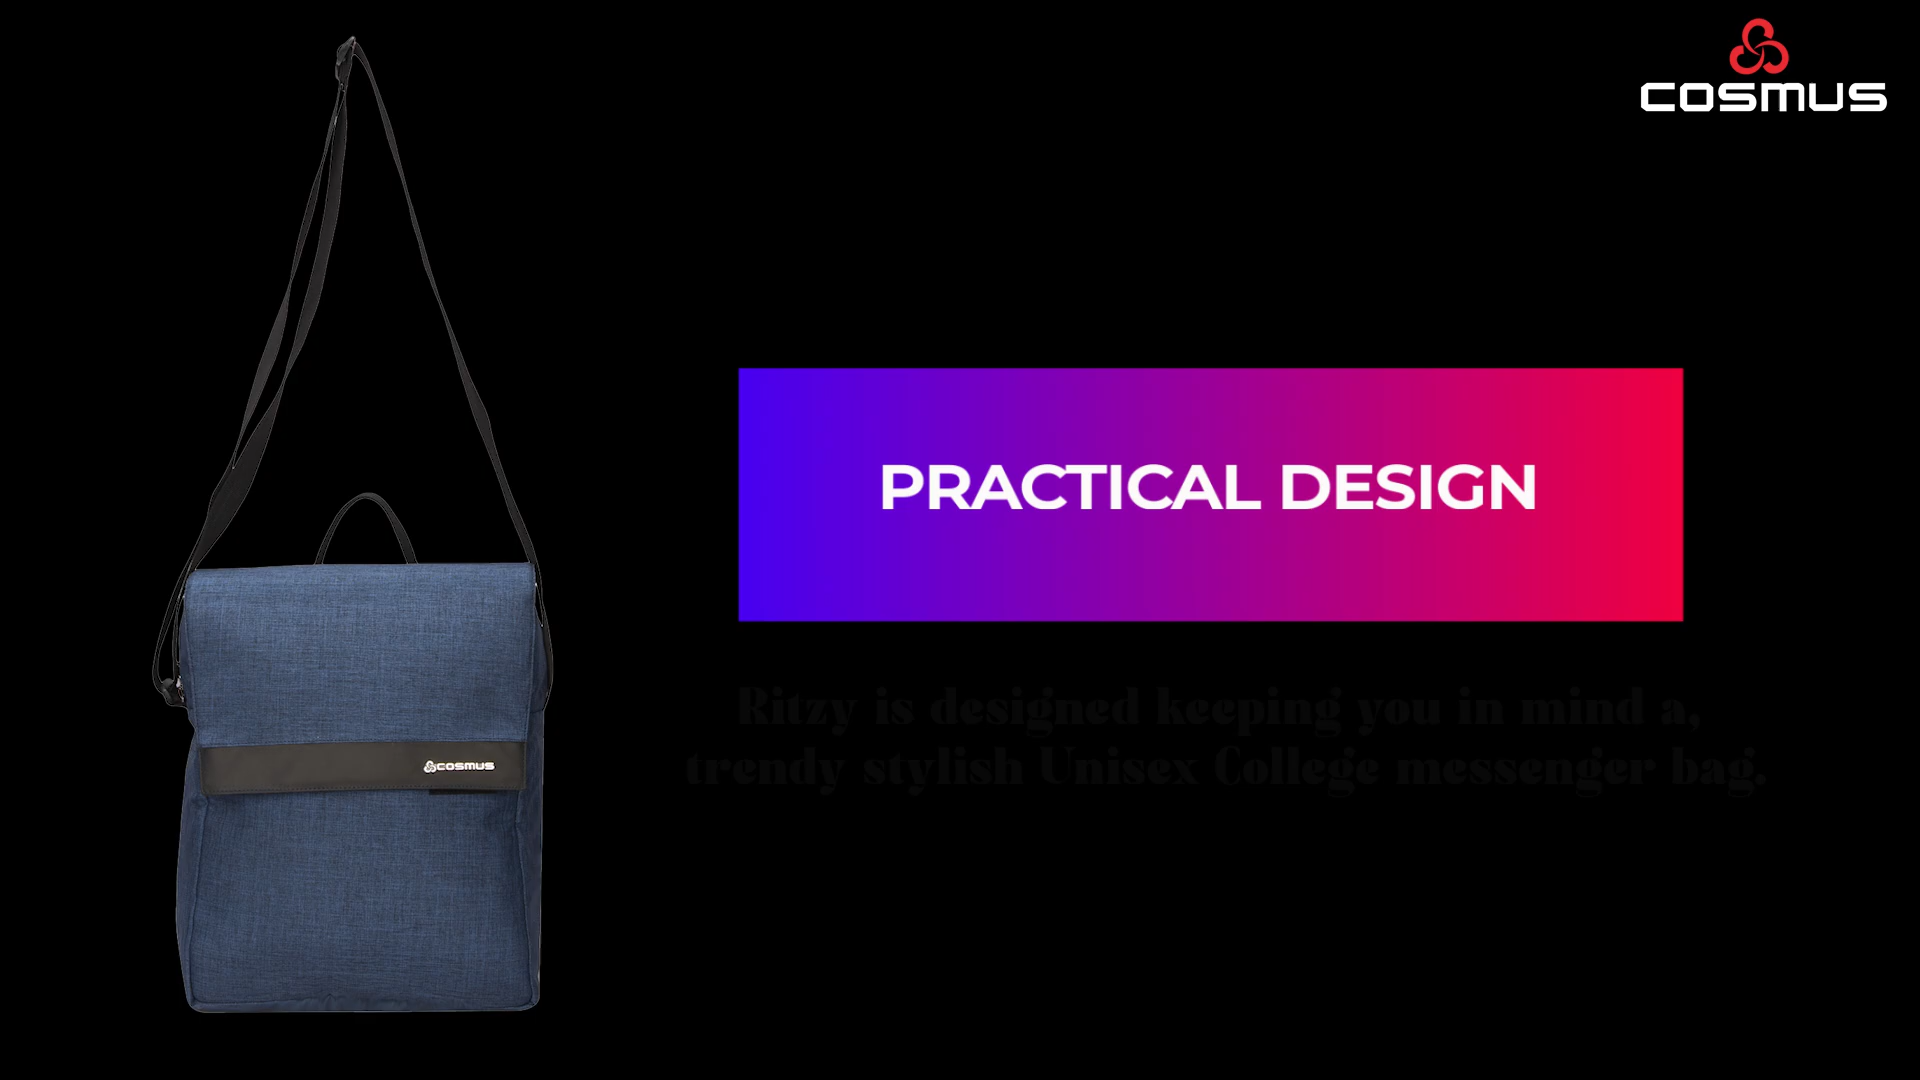 COSMUS
PRACTICAL DESIGN
Ritzy is designed keeping you in mind a,
trendy stylish Unisex College messenger bag.
COSMUS